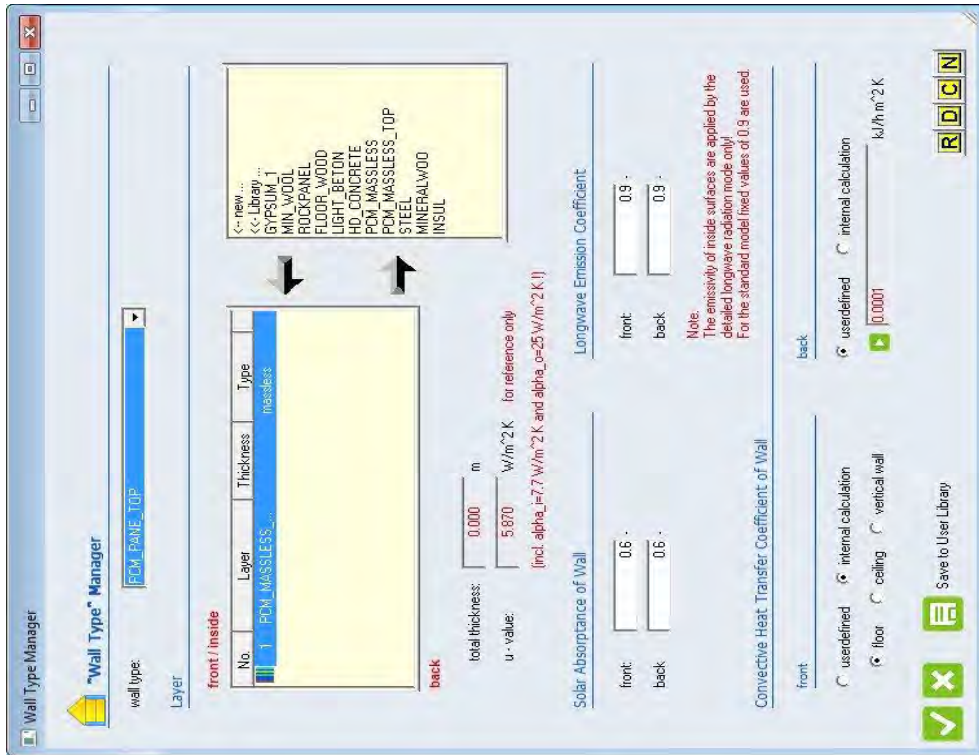 Wall Type Manager
"Wall Type" Manager
wall type:
PCM_PANE_TOP
Layer
front / inside
No.
Layer
Thickness
Type
1
PCM_MASSLESS_...
massless
back
<- new ...
<<- Library ...
GYPSUM_1
MIN_WOOL
ROCKPANEL
FLOOR_WOOD
LIGHT_BETON
HD_CONCRETE
PCM_MASSLESS
PCM_MASSLESS_TOP
STEEL
MINERALWOO
INSUL
total thickness: 0.000 m
u - value: 5.870 W/m^2 K for reference only
(incl. alpha_i=7.7 W/m^2 K and alpha_o=25 W/m^2 K !)
Solar Absorptance of Wall
front 0.6 -
back 0.6 -
Longwave Emission Coefficient
front 0.9 -
back 0.9 -
Note.
The emissivity of inside surfaces are applied by the
detailed longwave radiation mode only!
For the standard model fixed values of 0.9 are used.
Convective Heat Transfer Coefficient of Wall
front
userdefined internal calculation
floor ceiling vertical wall
back
userdefined internal calculation
0.0001 kJ/h m^2 K
Save to User Library
R D C N